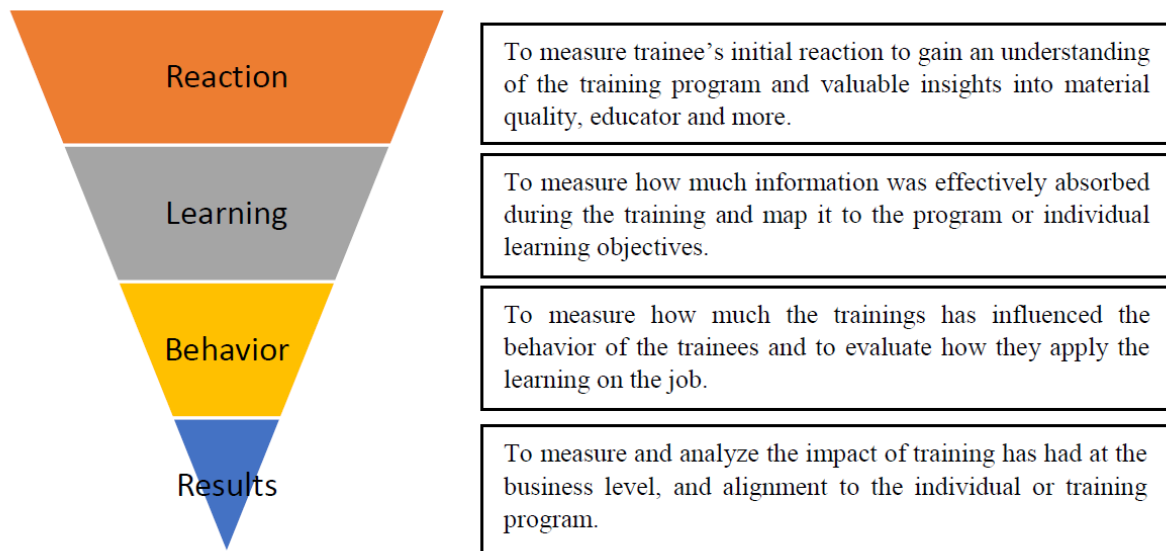 Reaction
To measure trainee's initial reaction to gain an understanding
of the training program and valuable insights into material
quality, educator and more.
Learning
To measure how much information was effectively absorbed
during the training and map it to the program or individual
learning objectives.
Behavior
To measure how much the trainings has influenced the
behavior of the trainees and to evaluate how they apply the
learning on the job.
Results
To measure and analyze the impact of training has had at the
business level, and alignment to the individual or training
program.